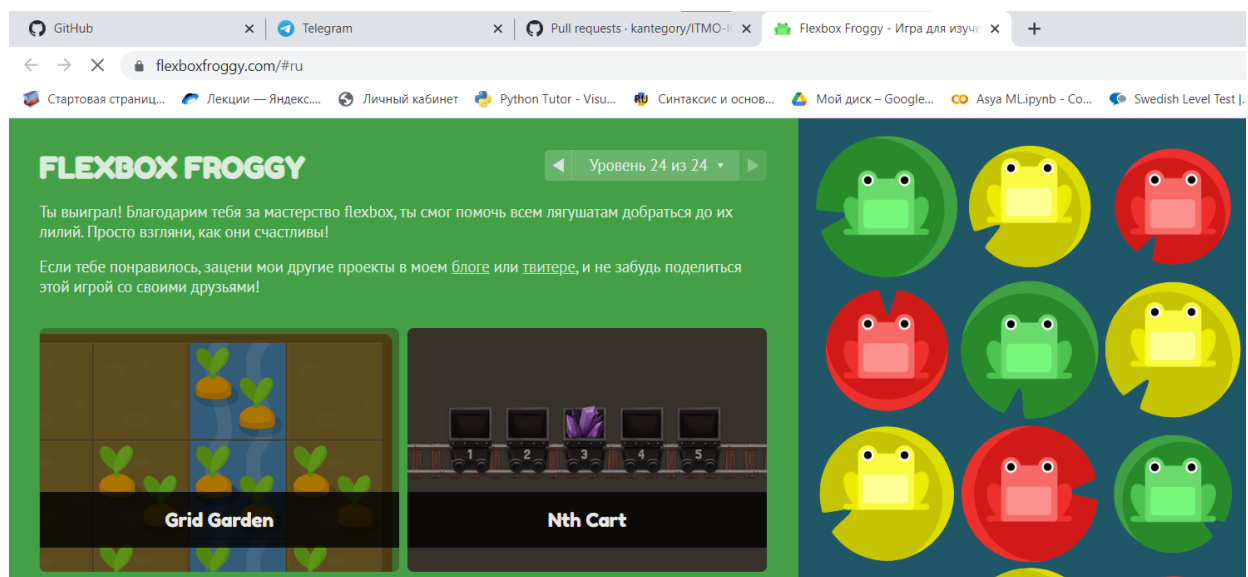 GitHub
Telegram
Pull requests · kantegory/ITMO-I
Flexbox Froggy - Игра для изуче
flexboxfroggy.com/#ru
Стартовая страниц...
Лекции — Яндекс....
Личный кабинет
Python Tutor - Visu...
Синтаксис и основ...
Мой диск – Google...
Asya ML.ipynb - Co...
Swedish Level Test |...
FLEXBOX FROGGY
Уровень 24 из 24
Ты выиграл! Благодарим тебя за мастерство flexbox, ты смог помочь всем лягушатам добраться до их
лилий. Просто взгляни, как они счастливы!
Если тебе понравилось, зацени мои другие проекты в моем блоге или твитере, и не забудь поделиться
этой игрой со своими друзьями!
1 2 3 4 5
Grid Garden
Nth Cart